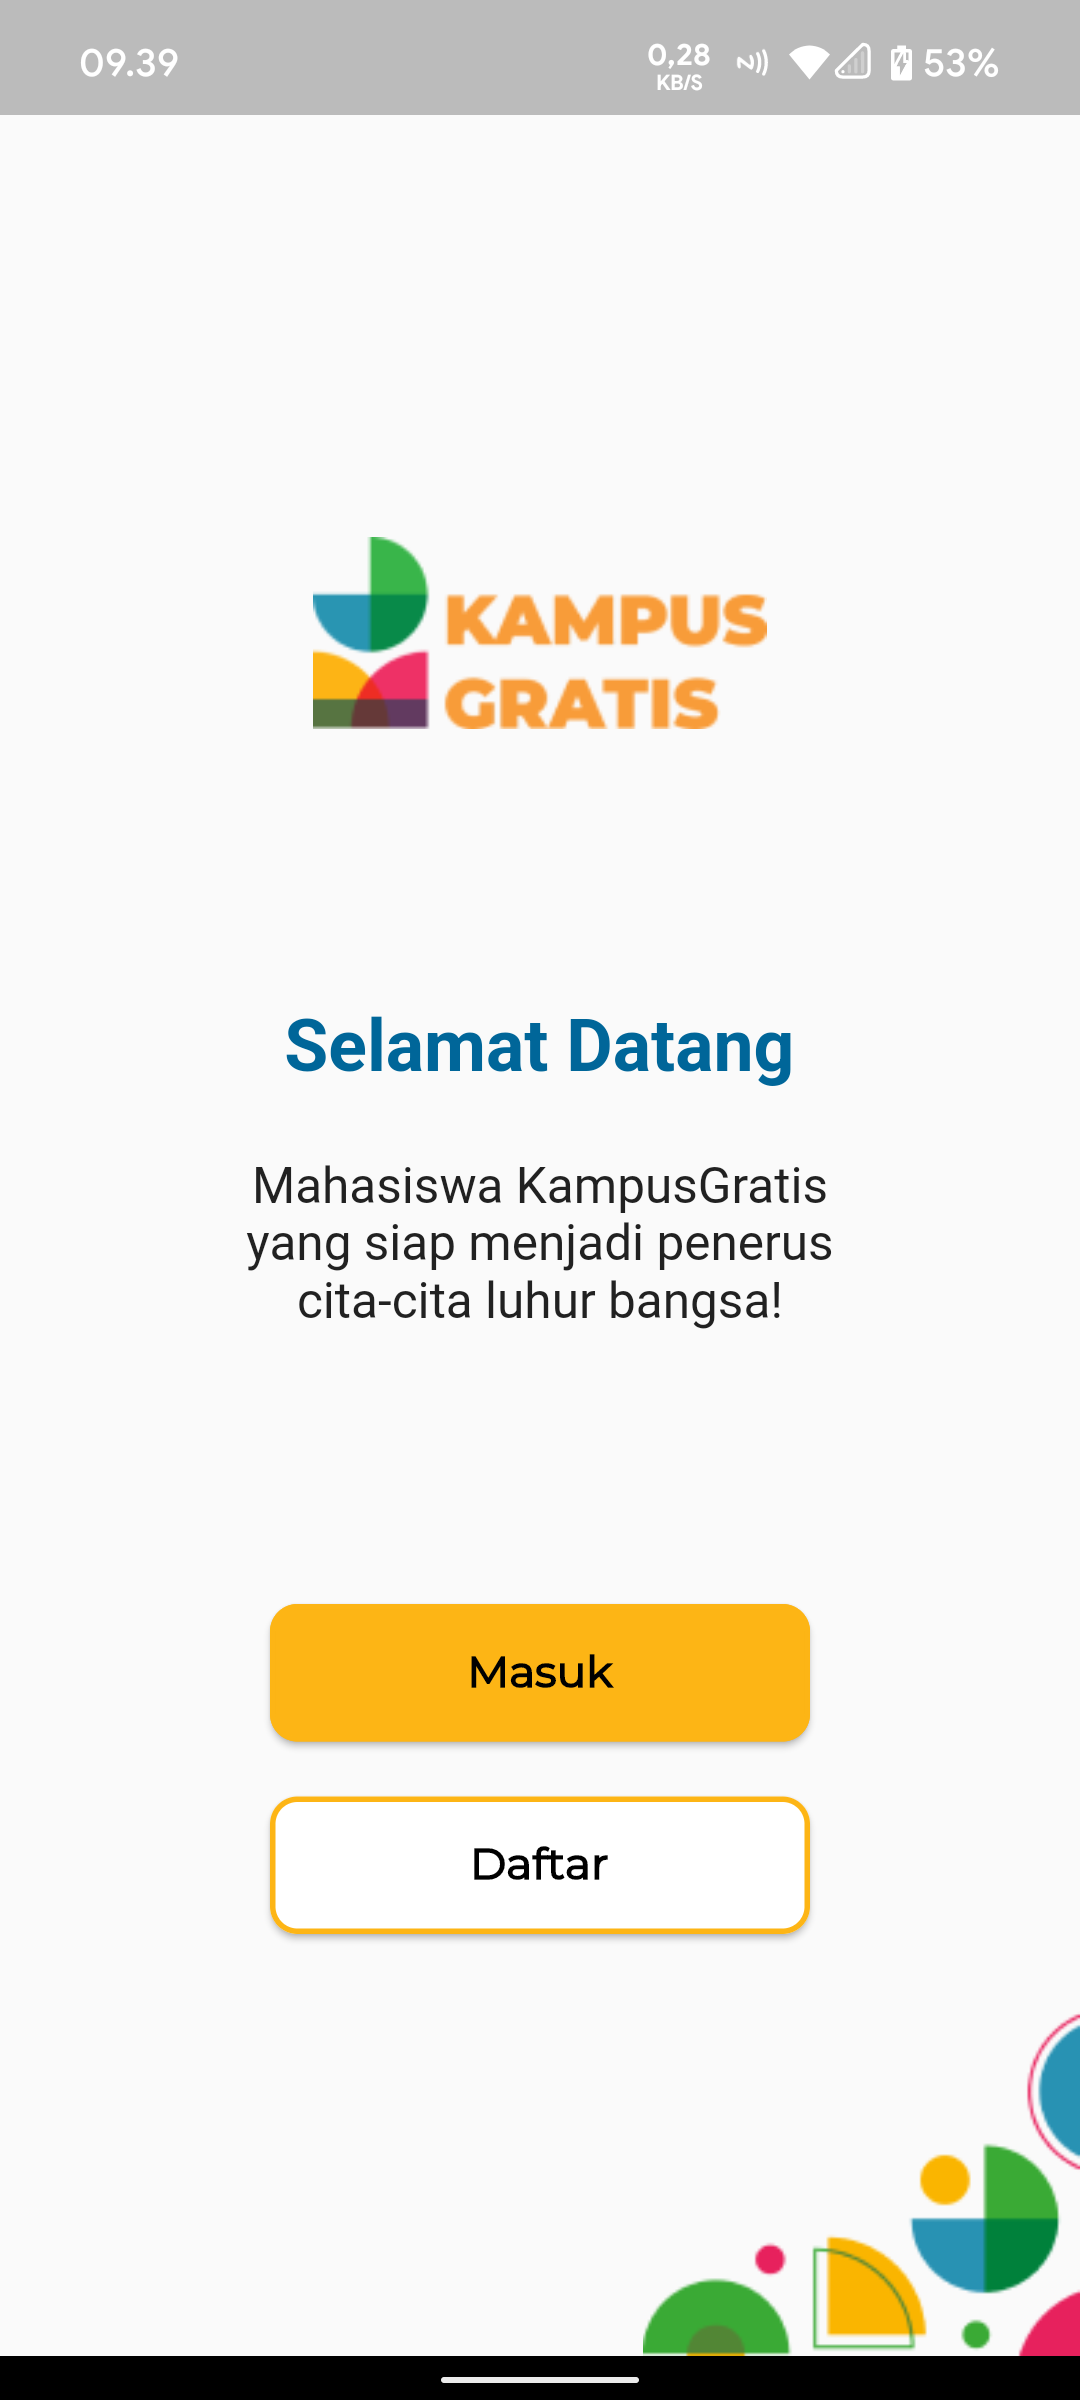 09.39
0,28
KB/S
53%
KAMPUS
GRATIS
Selamat Datang
Mahasiswa KampusGratis
yang siap menjadi penerus
cita-cita luhur bangsa!
Masuk
Daftar